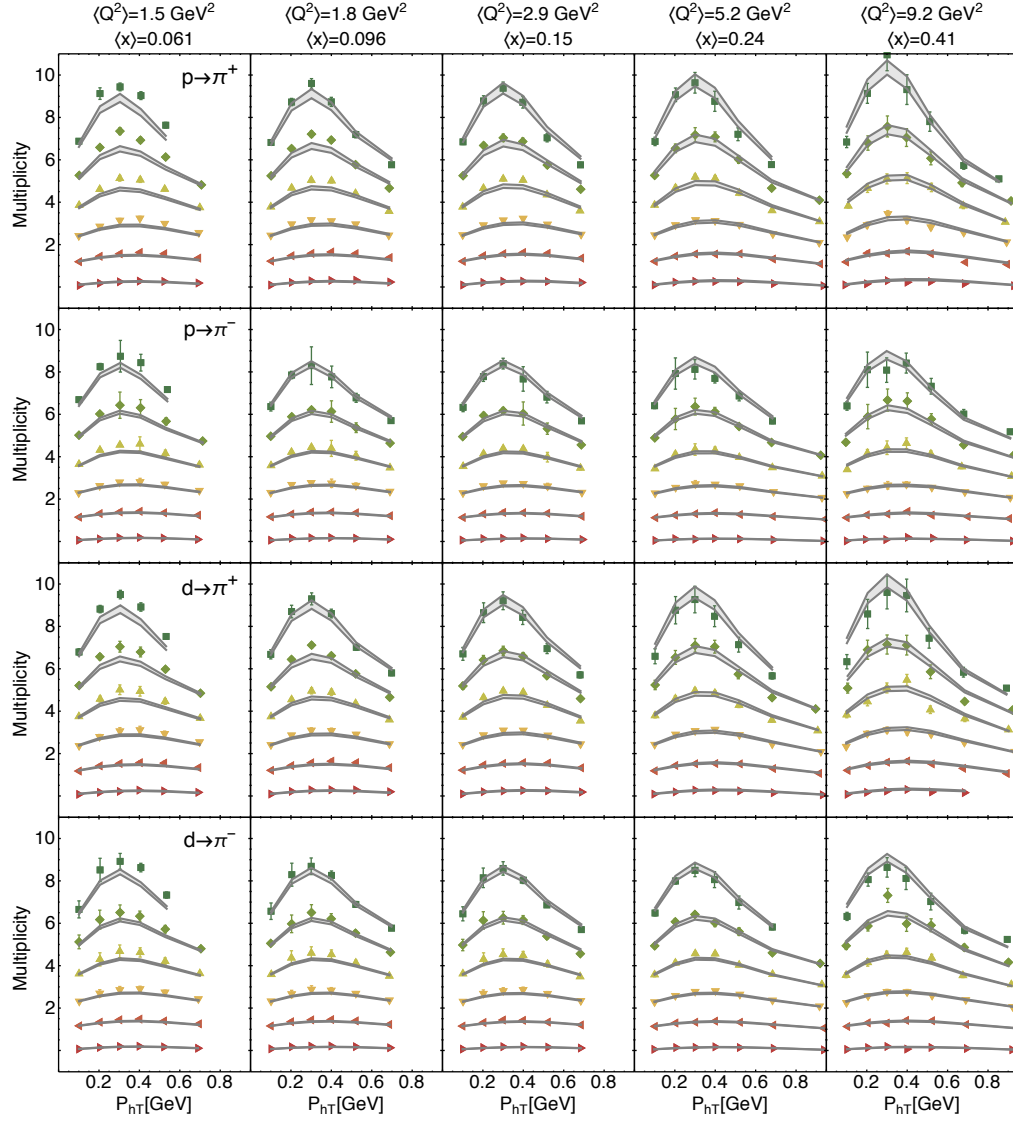 ⟨Q²⟩=1.5 GeV² ⟨Q²⟩=1.8 GeV² ⟨Q²⟩=2.9 GeV² ⟨Q²⟩=5.2 GeV² ⟨Q²⟩=9.2 GeV²
⟨x⟩=0.061 ⟨x⟩=0.096 ⟨x⟩=0.15 ⟨x⟩=0.24 ⟨x⟩=0.41
p→π⁺
10
8
6
4
2
Multiplicity
p→π⁻
10
8
6
4
2
Multiplicity
d→π⁺
10
8
6
4
2
Multiplicity
d→π⁻
10
8
6
4
2
Multiplicity
0.2 0.4 0.6 0.8 0.2 0.4 0.6 0.8 0.2 0.4 0.6 0.8 0.2 0.4 0.6 0.8 0.2 0.4 0.6 0.8
P_hT[GeV] P_hT[GeV] P_hT[GeV] P_hT[GeV] P_hT[GeV]